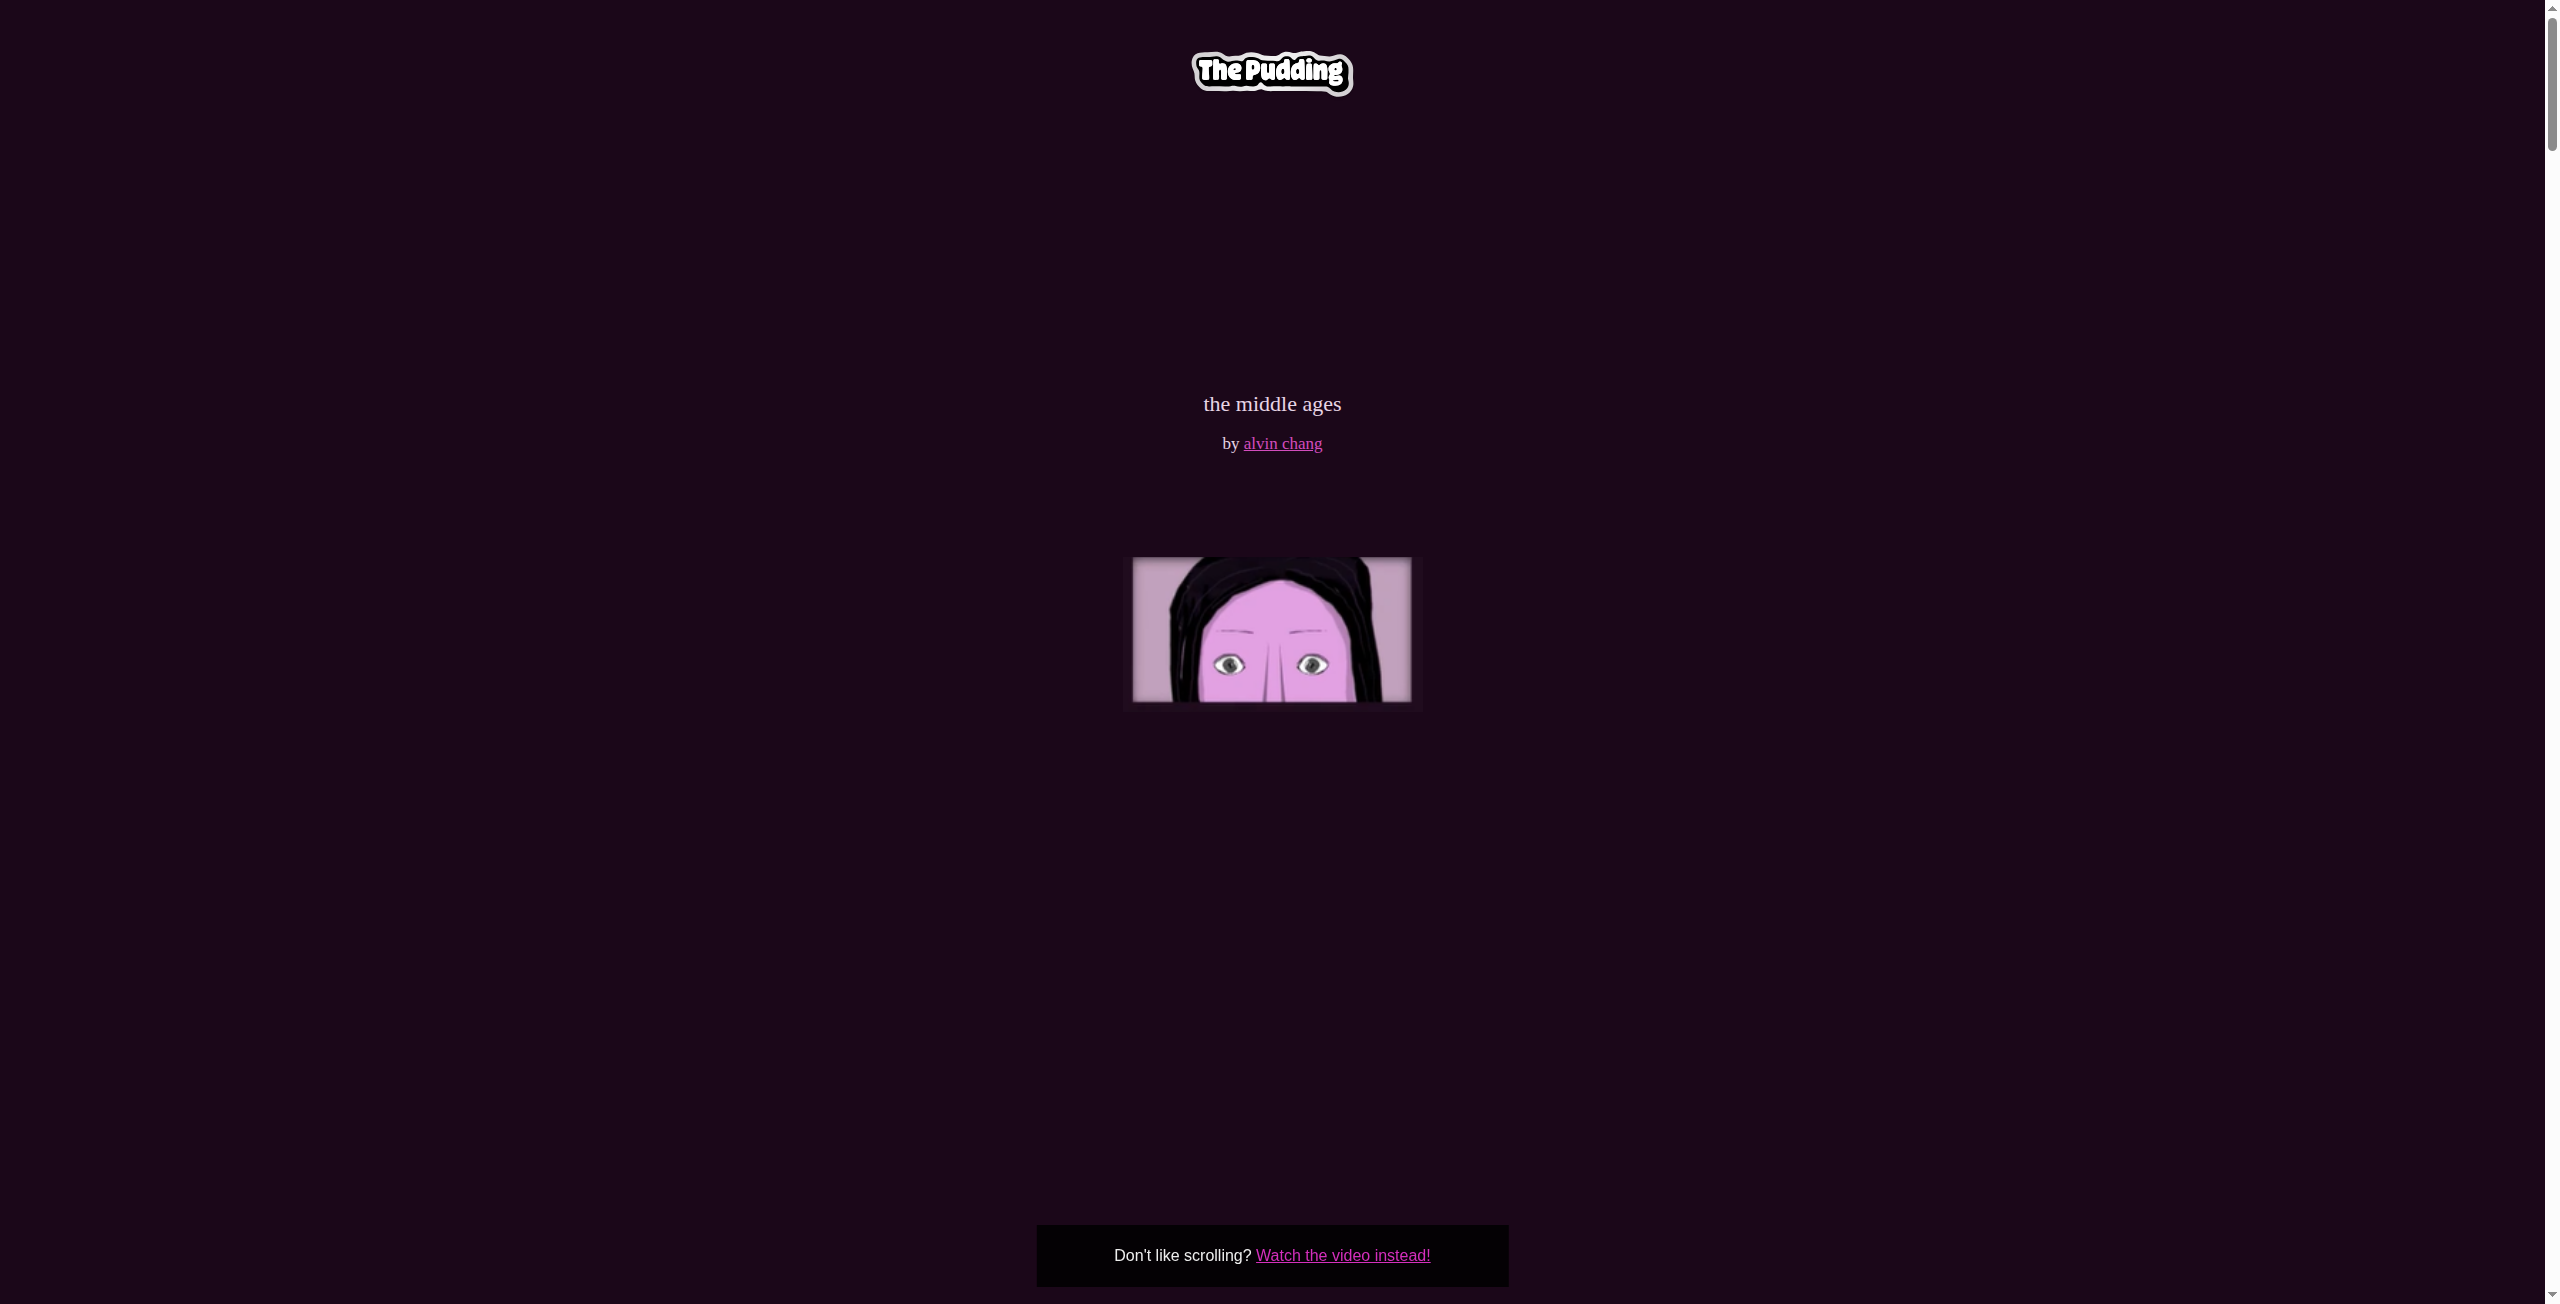 The Pudding
the middle ages
by alvin chang
Don't like scrolling? Watch the video instead!